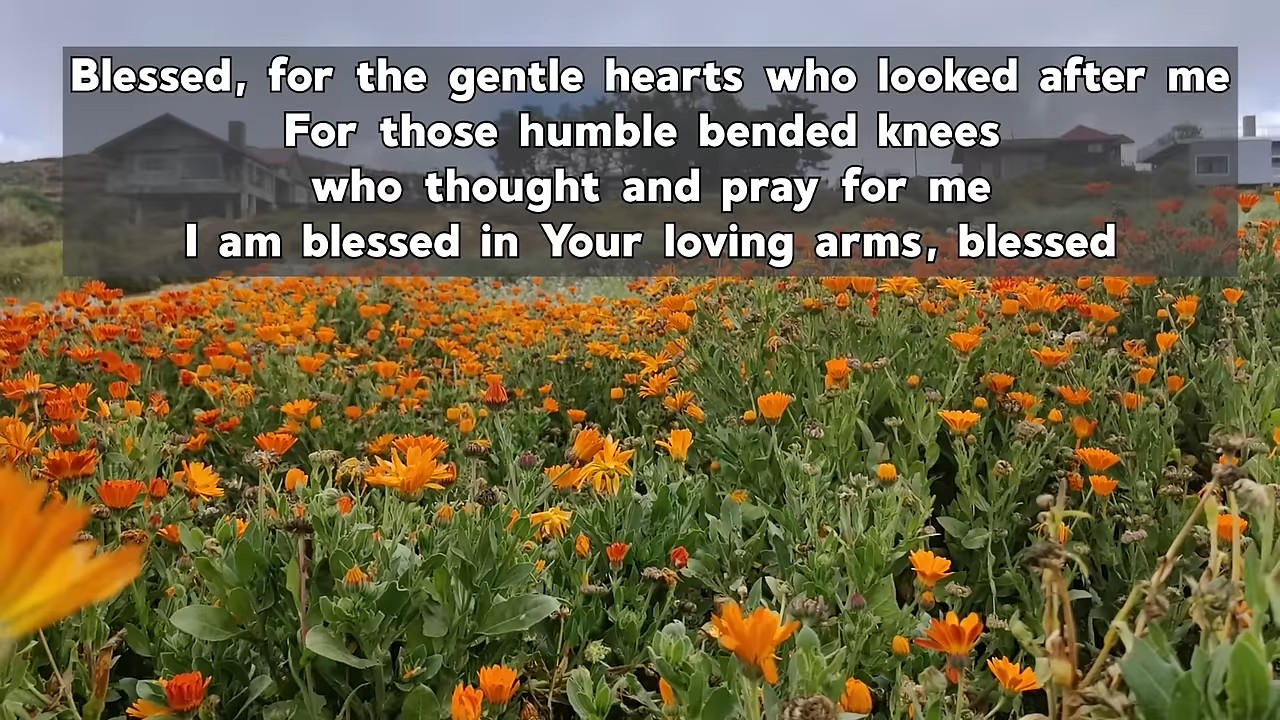 Blessed, for the gentle hearts who looked after me
For those humble bended knees
who thought and pray for me
I am blessed in Your loving arms, blessed